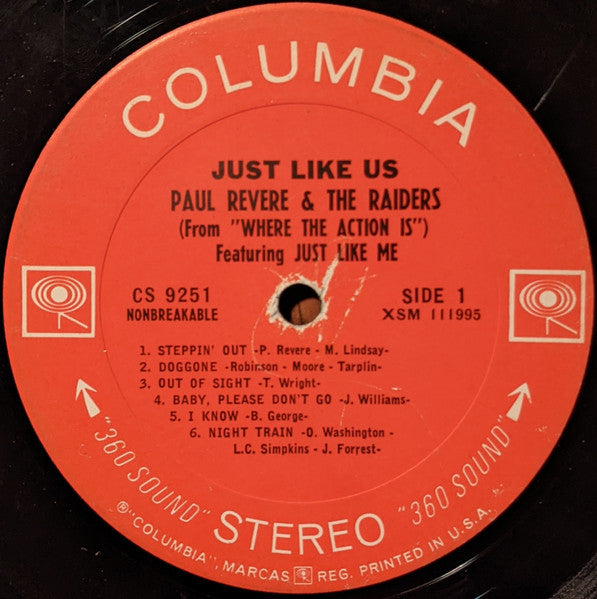 COLUMBIA
JUST LIKE US
PAUL REVERE & THE RAIDERS
(From "WHERE THE ACTION IS")
Featuring JUST LIKE ME
CS 9251
NONBREAKABLE
SIDE 1
XSM 111995
1. STEPPIN' OUT -P. Revere - M. Lindsay-
2. DOGGONE -Robinson - Moore - Tarplin-
3. OUT OF SIGHT -T. Wright-
4. BABY, PLEASE DON'T GO -J. Williams-
5. I KNOW -B. George-
6. NIGHT TRAIN -O. Washington -
L.C. Simpkins - J. Forrest-
"360 SOUND" STEREO "360 SOUND"
®"COLUMBIA", MARCAS REG. PRINTED IN U.S.A.